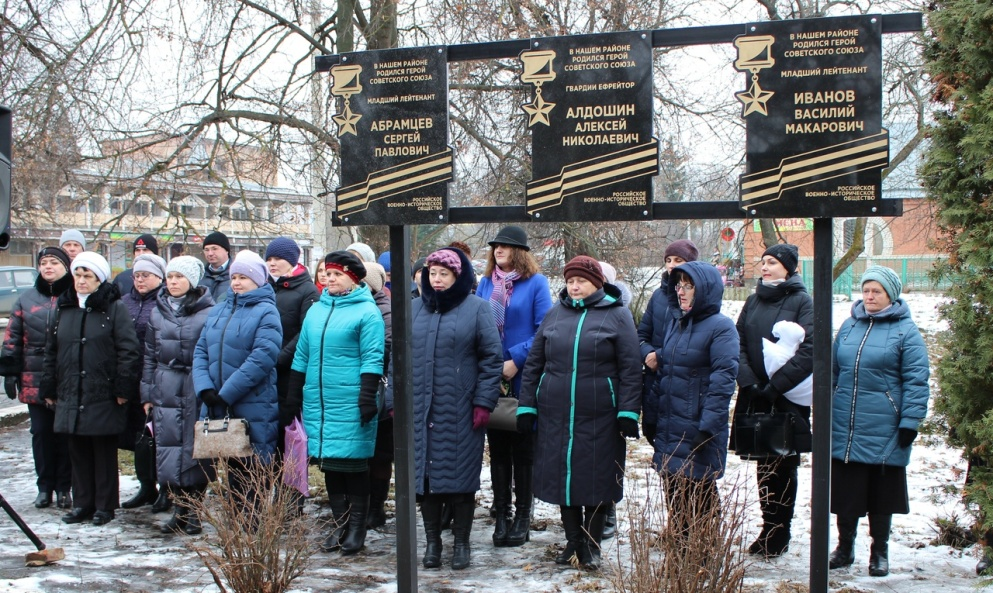 В НАШЕМ РАЙОНЕ
РОДИЛСЯ ГЕРОЙ
СОВЕТСКОГО СОЮЗА
МЛАДШИЙ ЛЕЙТЕНАНТ
АБРАМЦЕВ
СЕРГЕЙ
ПАВЛОВИЧ
РОССИЙСКОЕ
ВОЕННО-ИСТОРИЧЕСКОЕ
ОБЩЕСТВО
В НАШЕМ РАЙОНЕ
РОДИЛСЯ ГЕРОЙ
СОВЕТСКОГО СОЮЗА
ГВАРДИИ ЕФРЕЙТОР
АЛДОШИН
АЛЕКСЕЙ
НИКОЛАЕВИЧ
РОССИЙСКОЕ
ВОЕННО-ИСТОРИЧЕСКОЕ
ОБЩЕСТВО
В НАШЕМ РАЙОНЕ
РОДИЛСЯ ГЕРОЙ
СОВЕТСКОГО СОЮЗА
МЛАДШИЙ ЛЕЙТЕНАНТ
ИВАНОВ
ВАСИЛИЙ
МАКАРОВИЧ
РОССИЙСКОЕ
ВОЕННО-ИСТОРИЧЕСКОЕ
ОБЩЕСТВО